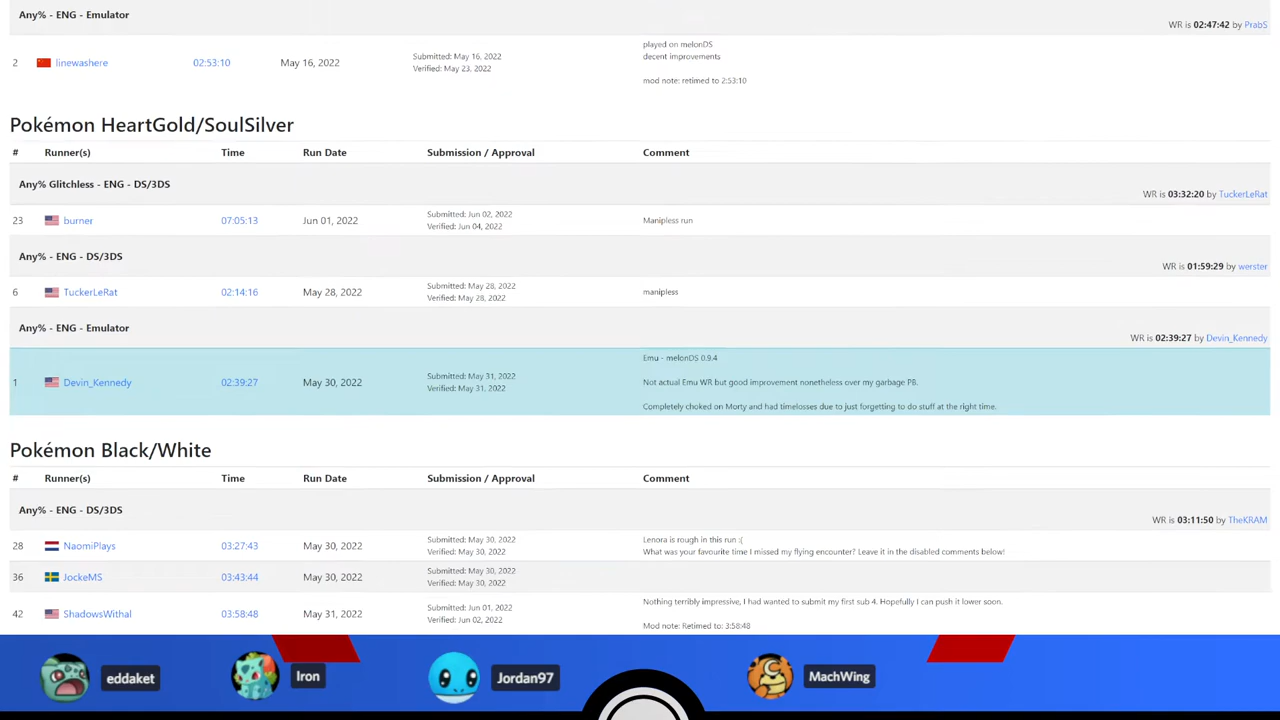 Any% - ENG - Emulator
WR is 02:47:42 by PrabS
2 linewashere 02:53:10 May 16, 2022 Submitted: May 16, 2022 Verified: May 23, 2022
played on melonDS
decent improvements
mod note: retimed to 2:53:10
Pokémon HeartGold/SoulSilver
# Runner(s) Time Run Date Submission / Approval Comment
Any% Glitchless - ENG - DS/3DS
WR is 03:32:20 by TuckerLeRat
23 burner 07:05:13 Jun 01, 2022 Submitted: Jun 02, 2022 Verified: Jun 04, 2022 Manipless run
Any% - ENG - DS/3DS
WR is 01:59:29 by werster
6 TuckerLeRat 02:14:16 May 28, 2022 Submitted: May 28, 2022 Verified: May 28, 2022 manipless
Any% - ENG - Emulator
WR is 02:39:27 by Devin_Kennedy
1 Devin_Kennedy 02:39:27 May 30, 2022 Submitted: May 31, 2022 Verified: May 31, 2022
Emu - melonDS 0.9.4
Not actual Emu WR but good improvement nonetheless over my garbage PB.
Completely choked on Morty and had timelosses due to just forgetting to do stuff at the right time.
Pokémon Black/White
# Runner(s) Time Run Date Submission / Approval Comment
Any% - ENG - DS/3DS
WR is 03:11:50 by TheKRAM
28 NaomiPlays 03:27:43 May 30, 2022 Submitted: May 30, 2022 Verified: May 30, 2022
Lenora is rough in this run :(
What was your favourite time I missed my flying encounter? Leave it in the disabled comments below!
36 JockeMS 03:43:44 May 30, 2022 Submitted: May 30, 2022 Verified: May 30, 2022
42 ShadowsWithal 03:58:48 May 31, 2022 Submitted: Jun 01, 2022 Verified: Jun 02, 2022
Nothing terribly impressive, I had wanted to submit my first sub 4. Hopefully I can push it lower soon.
Mod note: Retimed to: 3:58:48
eddaket Iron Jordan97 MachWing